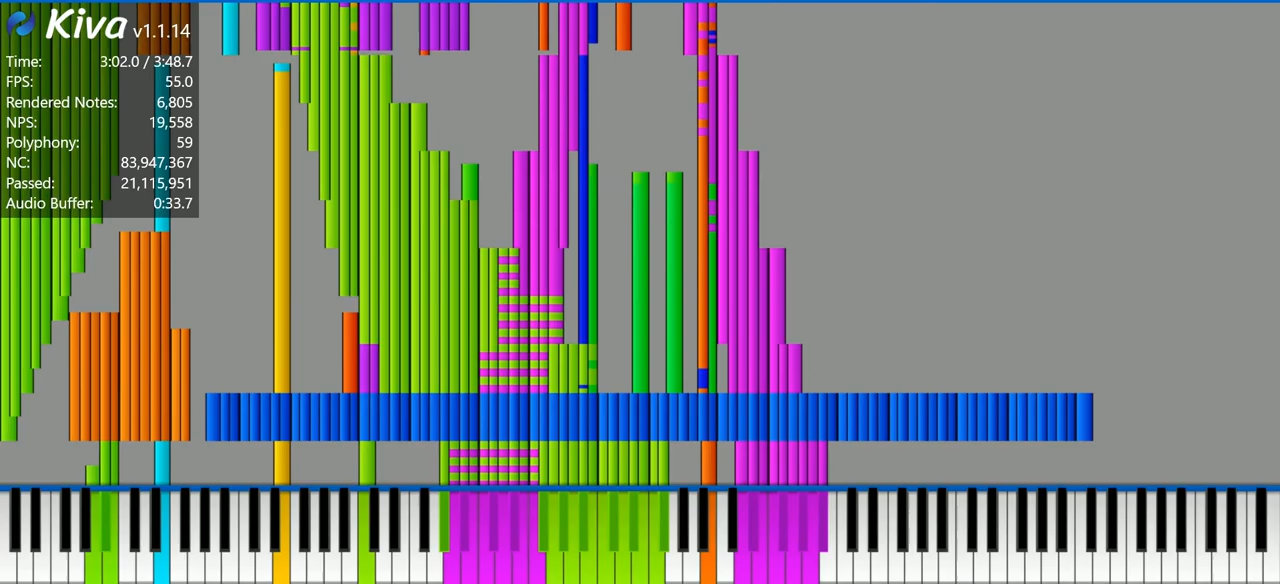 Kiva v1.1.14
Time: 3:02.0 / 3:48.7
FPS: 55.0
Rendered Notes: 6,805
NPS: 19,558
Polyphony: 59
NC: 83,947,367
Passed: 21,115,951
Audio Buffer: 0:33.7